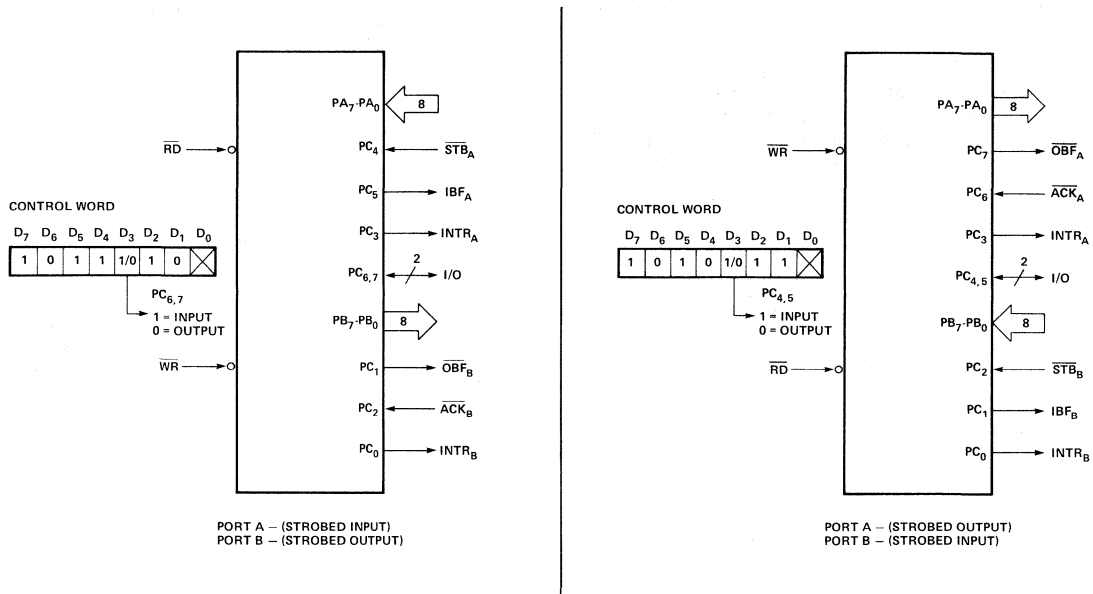 PA7-PA0 8
RD PC4 STBA
PC5 IBFA
CONTROL WORD
D7 D6 D5 D4 D3 D2 D1 D0
1 0 1 1 1/0 1 0
PC3 INTRA
PC6,7 2 I/O
PC6,7
1 = INPUT
0 = OUTPUT
PB7-PB0 8
WR PC1 OBFB
PC2 ACKB
PC0 INTRB
PORT A – (STROBED INPUT)
PORT B – (STROBED OUTPUT)
PA7-PA0 8
WR PC7 OBFA
PC6 ACKA
CONTROL WORD
D7 D6 D5 D4 D3 D2 D1 D0
1 0 1 0 1/0 1 1
PC3 INTRA
PC4,5 2 I/O
PC4,5
1 = INPUT
0 = OUTPUT
PB7-PB0 8
RD PC2 STBB
PC1 IBFB
PC0 INTRB
PORT A – (STROBED OUTPUT)
PORT B – (STROBED INPUT)